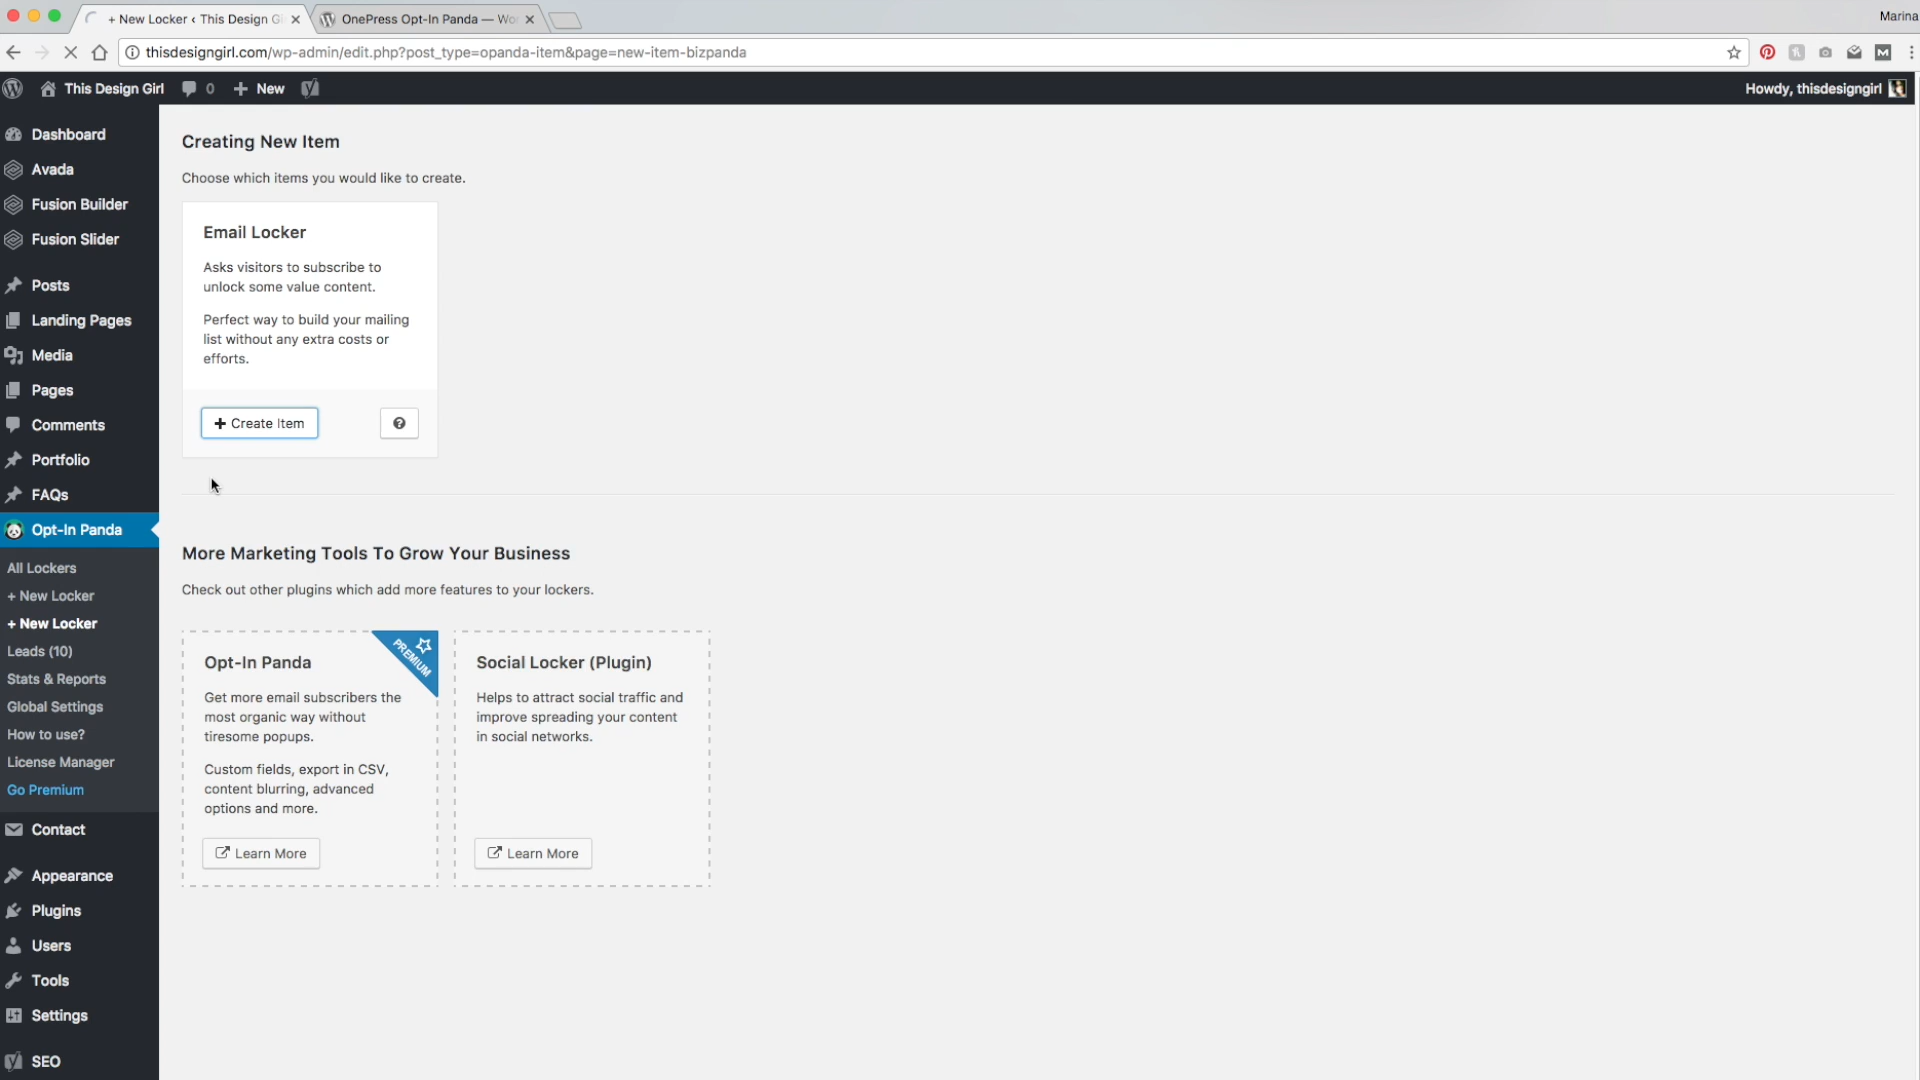 + New Locker ‹ This Design G
OnePress Opt-In Panda — Wo
Marina
thisdesigngirl.com/wp-admin/edit.php?post_type=opanda-item&page=new-item-bizpanda
This Design Girl 0 + New
Howdy, thisdesigngirl
Dashboard
Avada
Fusion Builder
Fusion Slider
Posts
Landing Pages
Media
Pages
Comments
Portfolio
FAQs
Opt-In Panda
All Lockers
+ New Locker
+ New Locker
Leads (10)
Stats & Reports
Global Settings
How to use?
License Manager
Go Premium
Contact
Appearance
Plugins
Users
Tools
Settings
SEO
Creating New Item
Choose which items you would like to create.
Email Locker
Asks visitors to subscribe to
unlock some value content.
Perfect way to build your mailing
list without any extra costs or
efforts.
+ Create Item
?
More Marketing Tools To Grow Your Business
Check out other plugins which add more features to your lockers.
PREMIUM
Opt-In Panda
Get more email subscribers the
most organic way without
tiresome popups.
Custom fields, export in CSV,
content blurring, advanced
options and more.
Learn More
Social Locker (Plugin)
Helps to attract social traffic and
improve spreading your content
in social networks.
Learn More